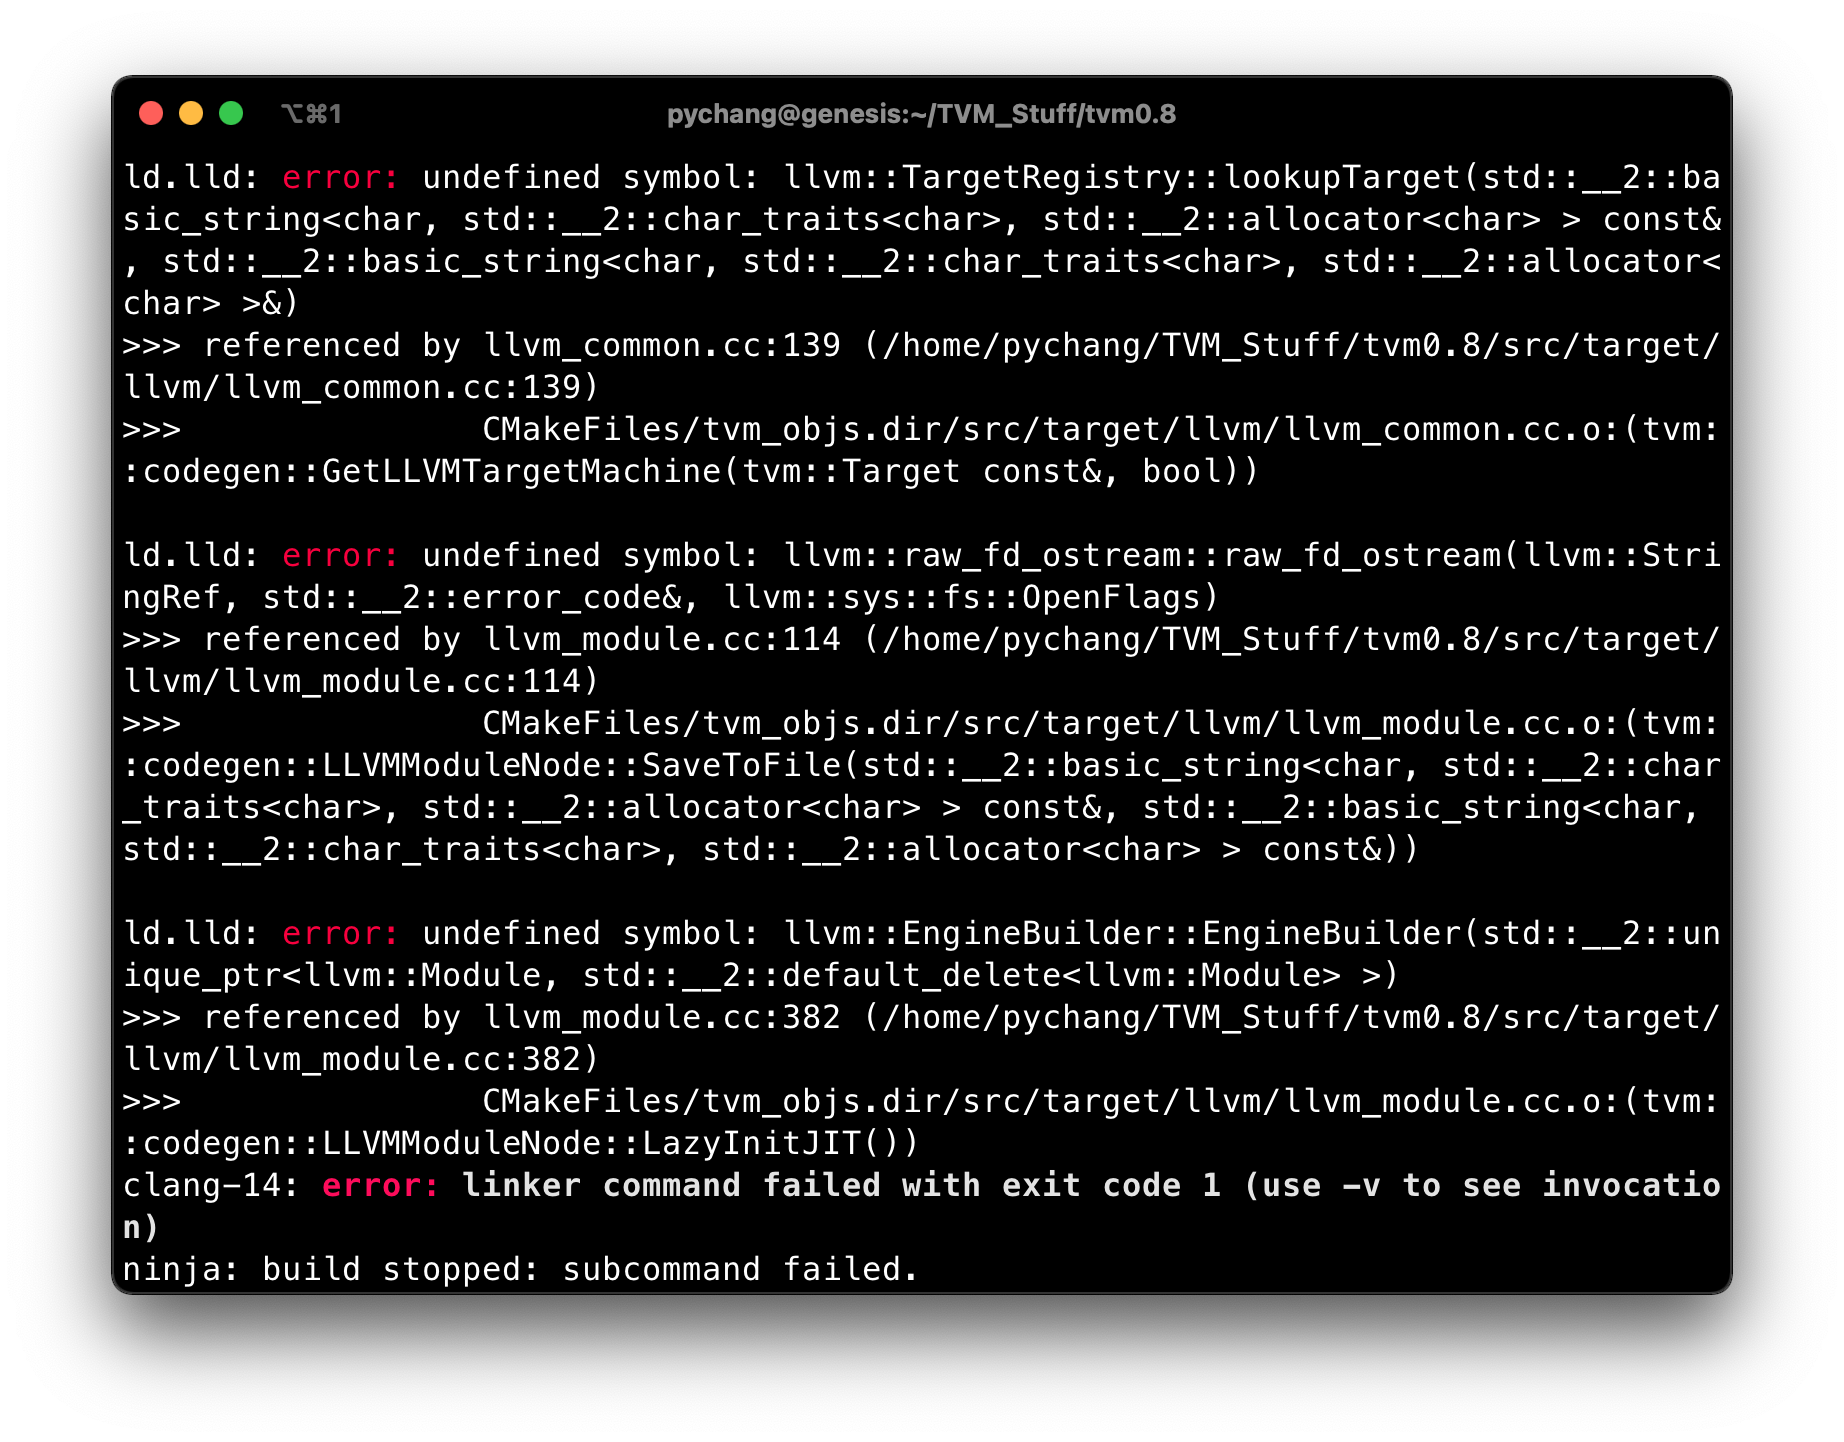 ⌥⌘1
pychang@genesis:~/TVM_Stuff/tvm0.8
ld.lld: error: undefined symbol: llvm::TargetRegistry::lookupTarget(std::__2::ba
sic_string<char, std::__2::char_traits<char>, std::__2::allocator<char> > const&
, std::__2::basic_string<char, std::__2::char_traits<char>, std::__2::allocator<
char> >&)
>>> referenced by llvm_common.cc:139 (/home/pychang/TVM_Stuff/tvm0.8/src/target/
llvm/llvm_common.cc:139)
>>>               CMakeFiles/tvm_objs.dir/src/target/llvm/llvm_common.cc.o:(tvm:
:codegen::GetLLVMTargetMachine(tvm::Target const&, bool))
ld.lld: error: undefined symbol: llvm::raw_fd_ostream::raw_fd_ostream(llvm::Stri
ngRef, std::__2::error_code&, llvm::sys::fs::OpenFlags)
>>> referenced by llvm_module.cc:114 (/home/pychang/TVM_Stuff/tvm0.8/src/target/
llvm/llvm_module.cc:114)
>>>               CMakeFiles/tvm_objs.dir/src/target/llvm/llvm_module.cc.o:(tvm:
:codegen::LLVMModuleNode::SaveToFile(std::__2::basic_string<char, std::__2::char
_traits<char>, std::__2::allocator<char> > const&, std::__2::basic_string<char,
std::__2::char_traits<char>, std::__2::allocator<char> > const&))
ld.lld: error: undefined symbol: llvm::EngineBuilder::EngineBuilder(std::__2::un
ique_ptr<llvm::Module, std::__2::default_delete<llvm::Module> >)
>>> referenced by llvm_module.cc:382 (/home/pychang/TVM_Stuff/tvm0.8/src/target/
llvm/llvm_module.cc:382)
>>>               CMakeFiles/tvm_objs.dir/src/target/llvm/llvm_module.cc.o:(tvm:
:codegen::LLVMModuleNode::LazyInitJIT())
clang-14: error: linker command failed with exit code 1 (use -v to see invocatio
n)
ninja: build stopped: subcommand failed.